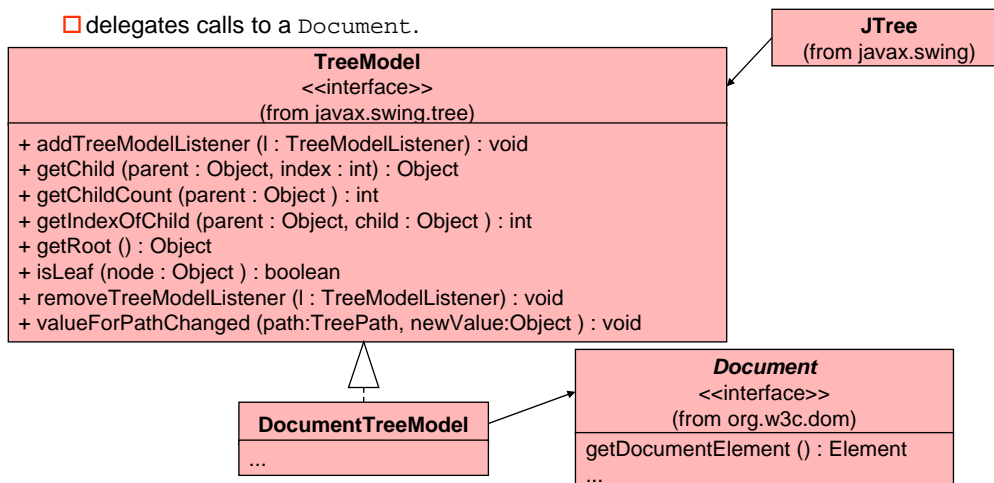 delegates calls to a Document.
JTree
(from javax.swing)
TreeModel
<<interface>>
(from javax.swing.tree)
+ addTreeModelListener (l : TreeModelListener) : void
+ getChild (parent : Object, index : int) : Object
+ getChildCount (parent : Object ) : int
+ getIndexOfChild (parent : Object, child : Object ) : int
+ getRoot () : Object
+ isLeaf (node : Object ) : boolean
+ removeTreeModelListener (l : TreeModelListener) : void
+ valueForPathChanged (path:TreePath, newValue:Object ) : void
Document
<<interface>>
(from org.w3c.dom)
getDocumentElement () : Element
...
DocumentTreeModel
...